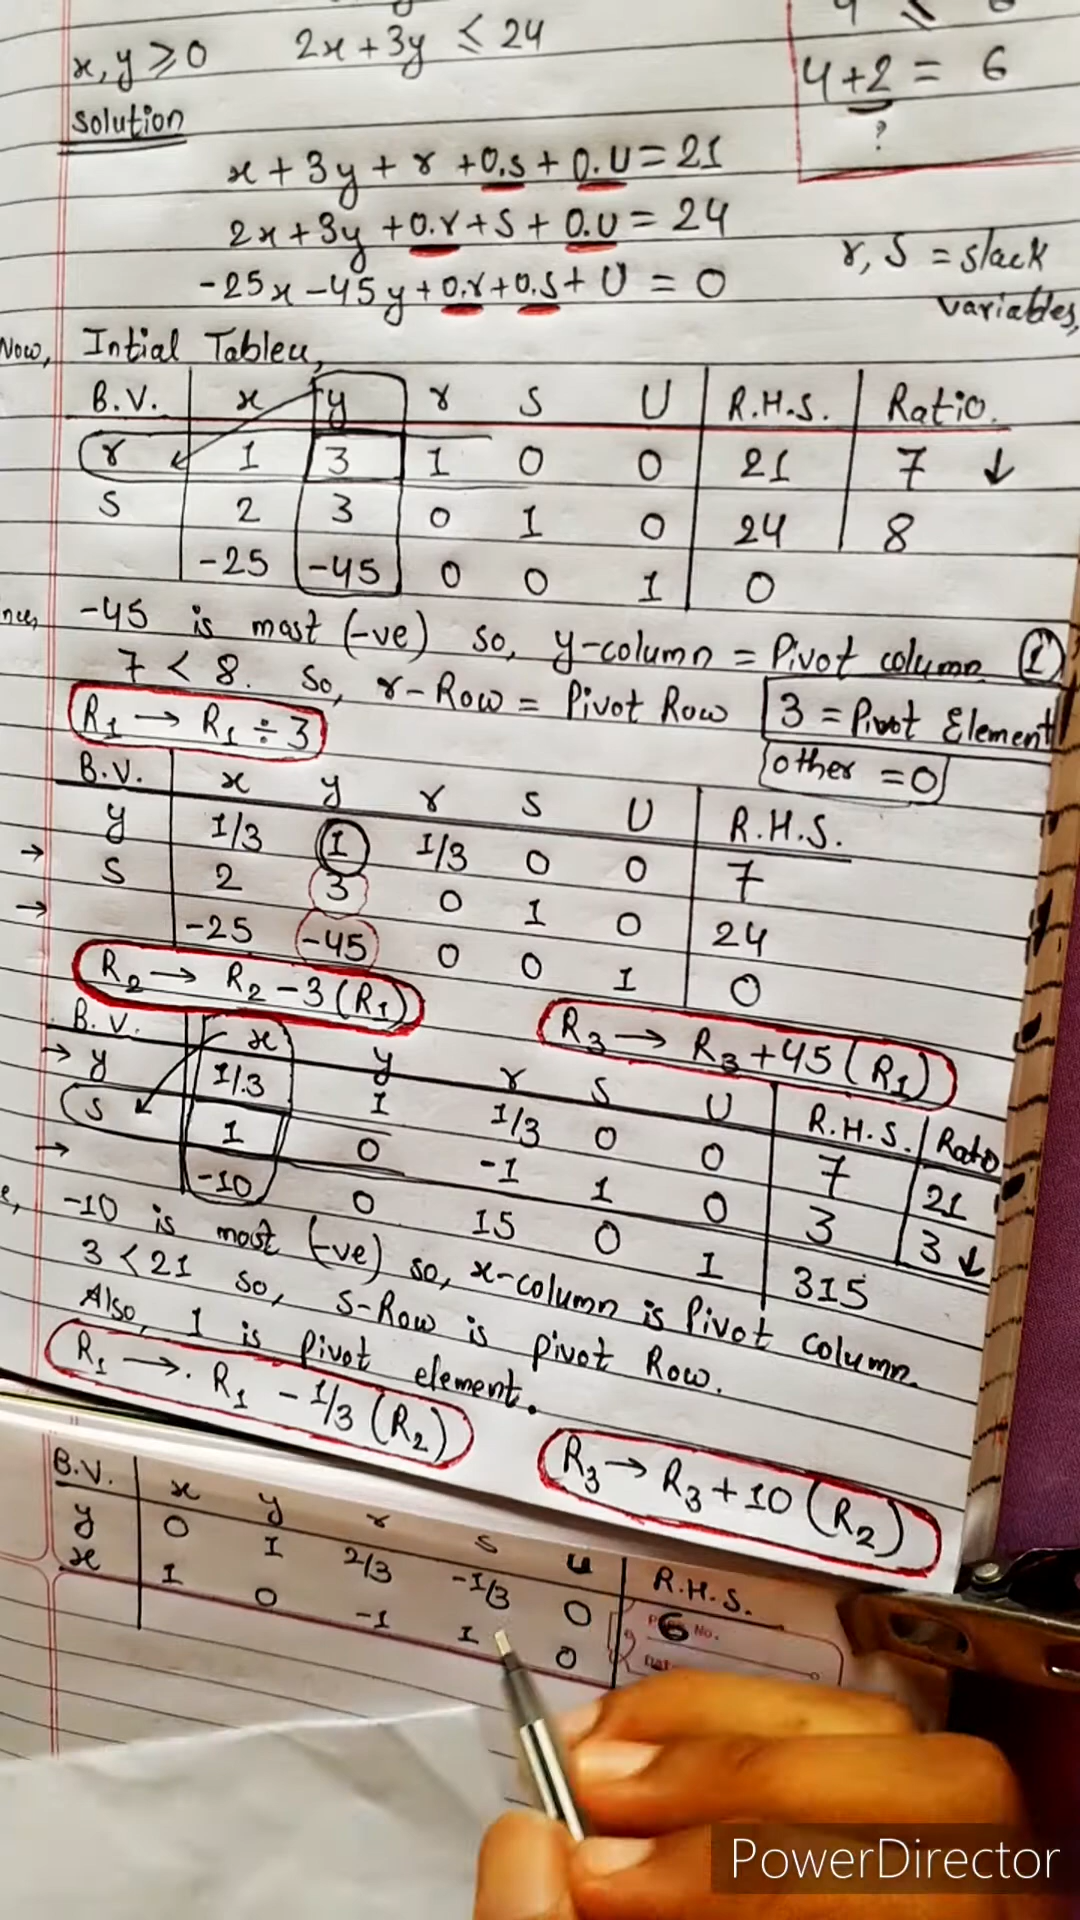 x, y ≥ 0 2x + 3y ≤ 24
4 + 2 = 6
?
Solution
x + 3y + r + 0.s + 0.U = 21
2x + 3y + 0.r + S + 0.U = 24
-25x - 45y + 0.r + 0.s + U = 0
r, S = slack variables,
Now, Intial Tableu,
B.V. x y r S U R.H.S. Ratio.
r 1 3 1 0 0 21 7 ↓
S 2 3 0 1 0 24 8
-25 -45 0 0 1 0
-45 is most (-ve) so, y-column = Pivot column (1)
7 < 8. So, r-Row = Pivot Row 3 = Pivot Element
R₁ → R₁ ÷ 3 other = 0
B.V. x y r S U R.H.S.
y 1/3 1 1/3 0 0 7
→ S 2 3 0 1 0 24
→ -25 -45 0 0 1 0
R₂ → R₂ - 3(R₁) R₃ → R₃ + 45(R₁)
B.V. x y r S U R.H.S. Ratio
→ y 1/3 1 1/3 0 0 7 21
S 1 0 -1 1 0 3 3 ↓
→ -10 0 15 0 1 315
-10 is most (-ve) so, x-column is Pivot column.
3 < 21 so, S-Row is pivot Row.
Also, 1 is pivot element.
R₁ → R₁ - 1/3 (R₂) R₃ → R₃ + 10 (R₂)
B.V. x y r s u R.H.S.
y 0 1 2/3 -1/3 0 6
x 1 0 -1 1 0
PowerDirector